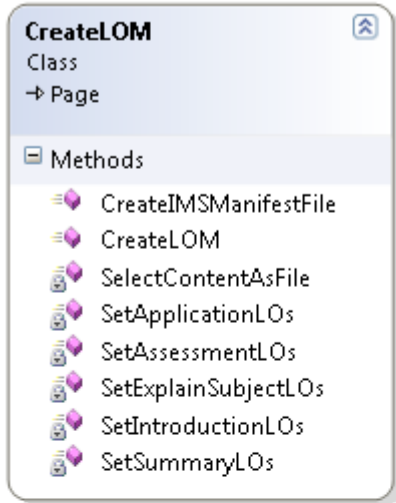 CreateLOM
Class
Page
Methods
CreateIMSManifestFile
CreateLOM
SelectContentAsFile
SetApplicationLOs
SetAssessmentLOs
SetExplainSubjectLOs
SetIntroductionLOs
SetSummaryLOs